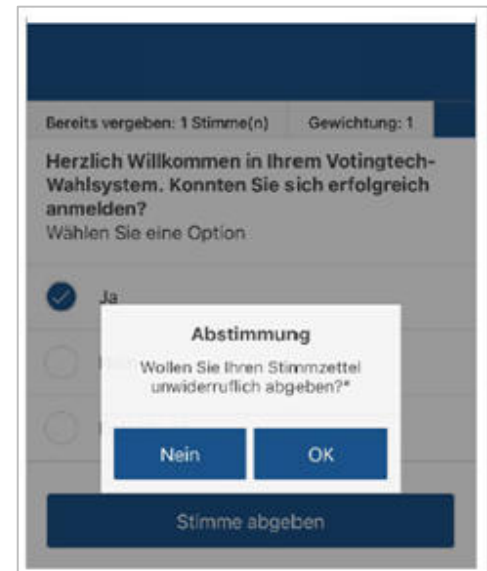 Bereits vergeben: 1 Stimme(n) Gewichtung: 1
Herzlich Willkommen in Ihrem Votingtech-
Wahlsystem. Konnten Sie sich erfolgreich
anmelden?
Wählen Sie eine Option
Ja
Abstimmung
Wollen Sie Ihren Stimmzettel
unwiderruflich abgeben?*
Nein OK
Stimme abgeben